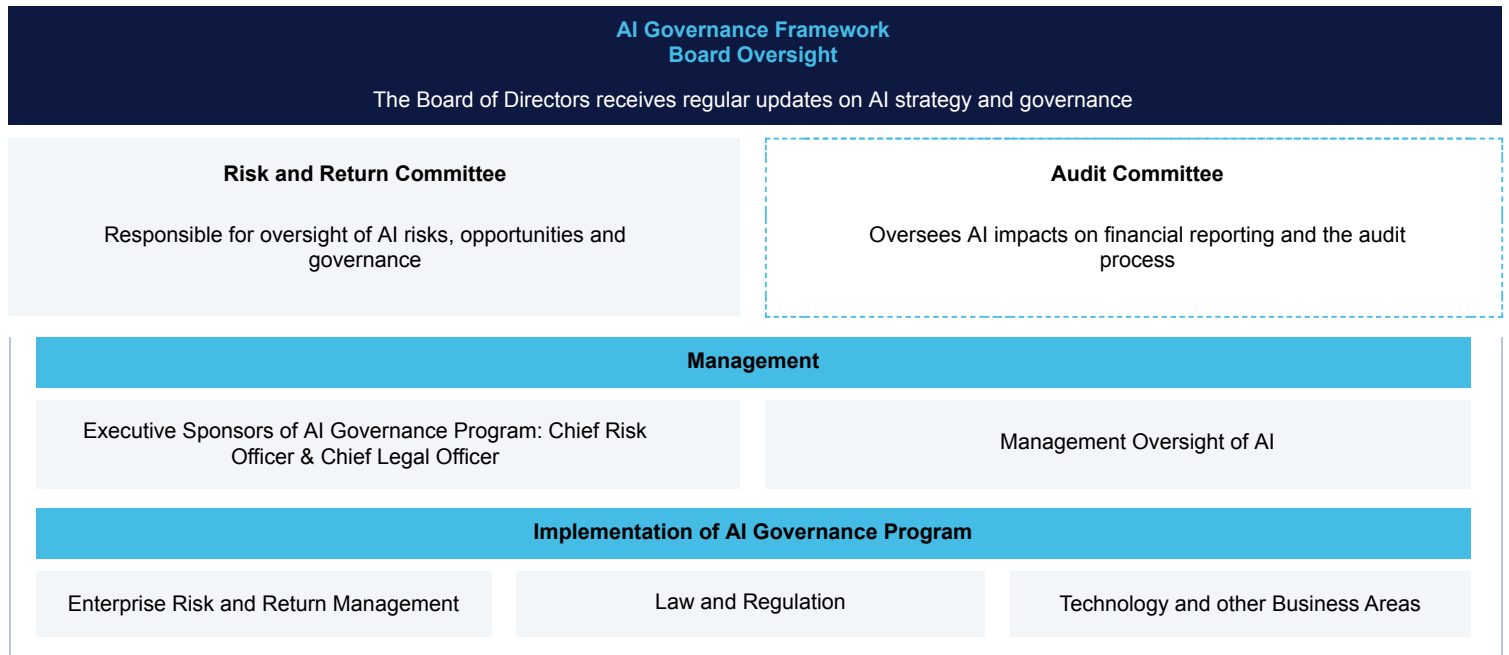 AI Governance Framework
Board Oversight
The Board of Directors receives regular updates on AI strategy and governance
Risk and Return Committee
Responsible for oversight of AI risks, opportunities and
governance
Audit Committee
Oversees AI impacts on financial reporting and the audit
process
Management
Executive Sponsors of AI Governance Program: Chief Risk
Officer & Chief Legal Officer
Management Oversight of AI
Implementation of AI Governance Program
Enterprise Risk and Return Management
Law and Regulation
Technology and other Business Areas